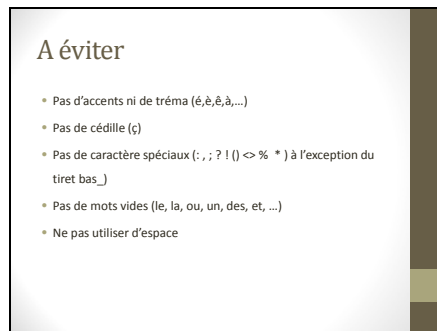 A éviter
• Pas d'accents ni de tréma (é,è,ê,à,…)
• Pas de cédille (ç)
• Pas de caractère spéciaux (: , ; ? ! () <> % * ) à l'exception du
tiret bas_)
• Pas de mots vides (le, la, ou, un, des, et, …)
• Ne pas utiliser d'espace